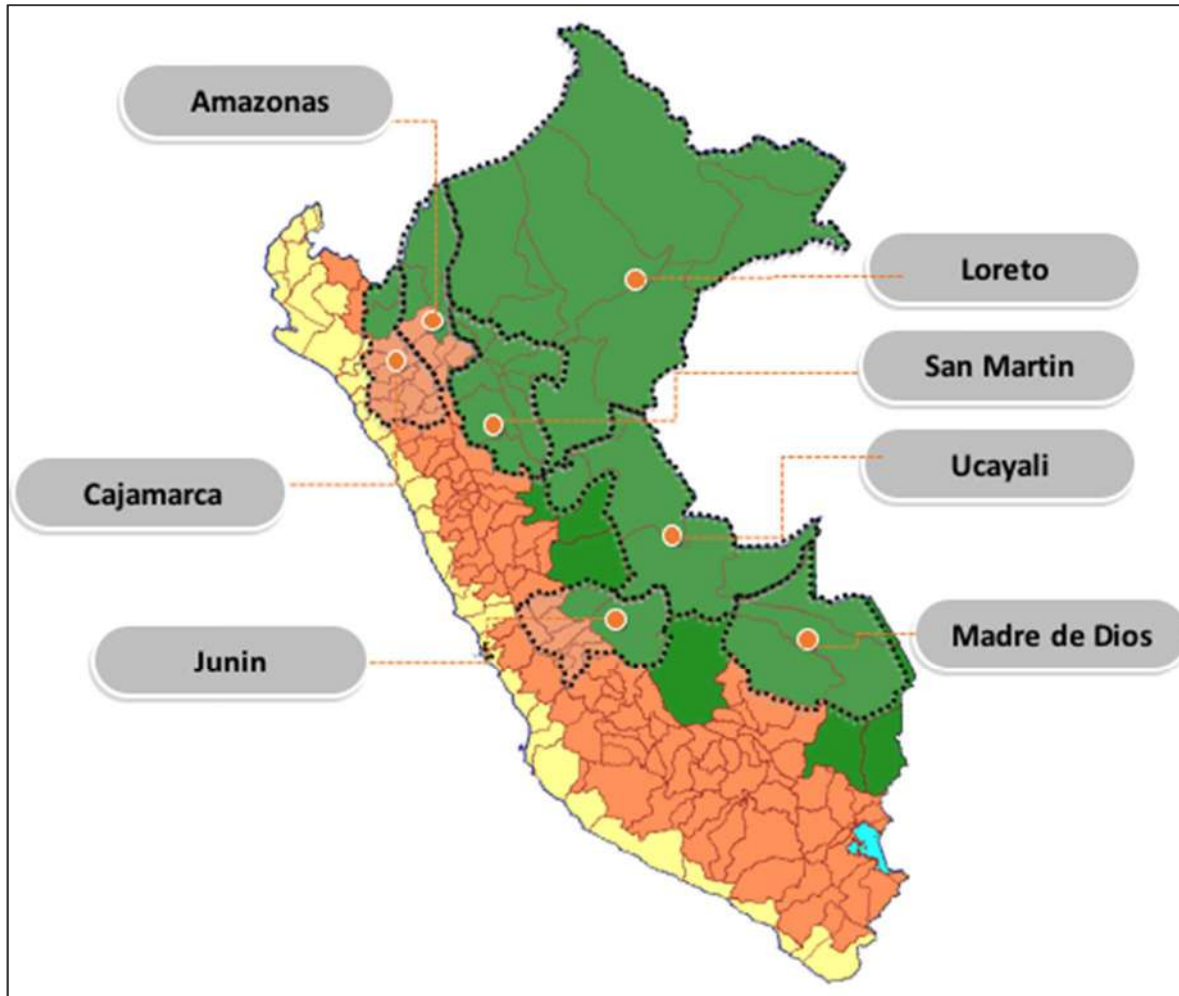 Amazonas
Loreto
San Martin
Ucayali
Cajamarca
Madre de Dios
Junin